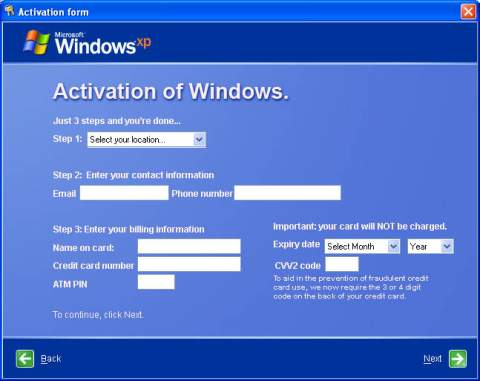 Activation form
Microsoft
Windows xp
Activation of Windows.
Just 3 steps and you're done...
Step 1: Select your location...
Step 2: Enter your contact information
Email Phone number
Step 3: Enter your billing information
Name on card:
Credit card number
ATM PIN
Important: your card will NOT be charged.
Expiry date Select Month Year
CVV2 code
To aid in the prevention of fraudulent credit
card use, we now require the 3 or 4 digit
code on the back of your credit card.
To continue, click Next.
Back Next